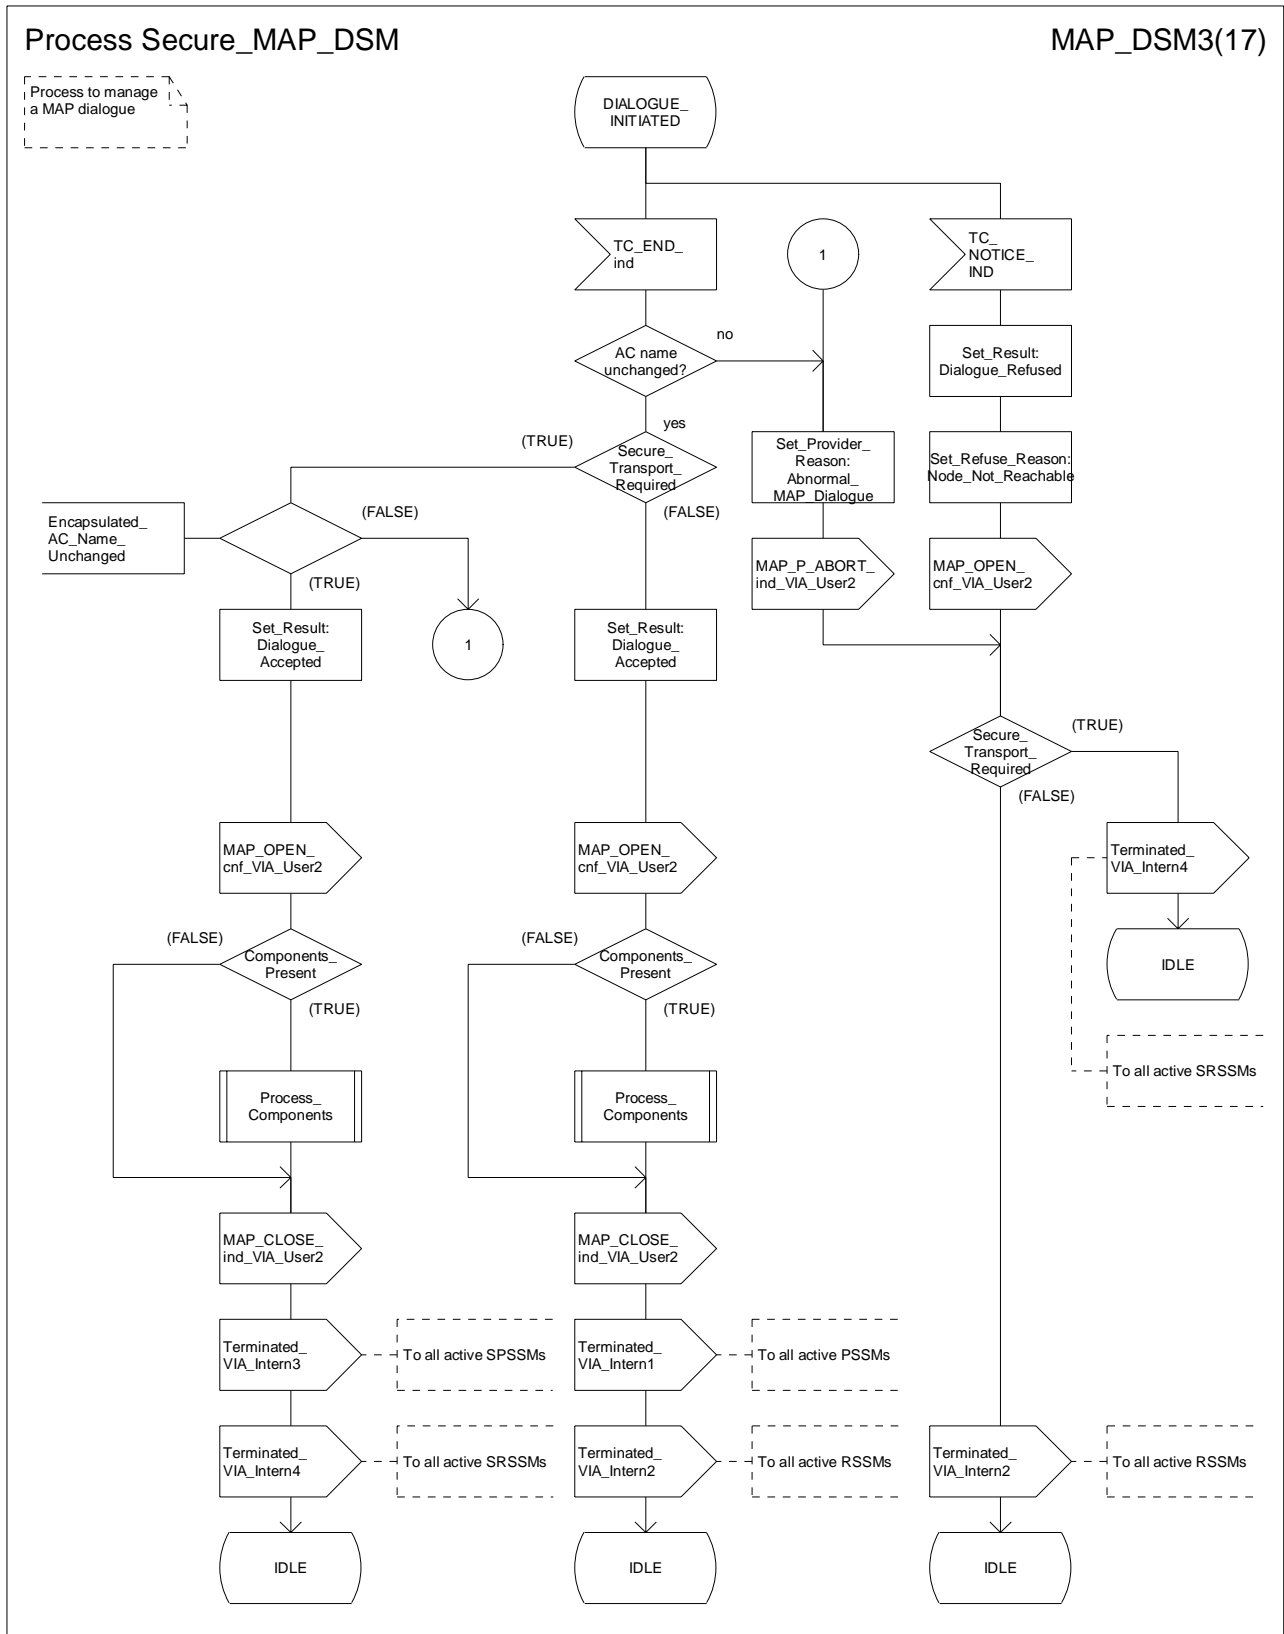 Process Secure_MAP_DSM
MAP_DSM3(17)
Process to manage
a MAP dialogue
DIALOGUE_
INITIATED
TC_END_
ind
1
TC_
NOTICE_
IND
AC name
unchanged?
no
yes
Set_Result:
Dialogue_Refused
(TRUE)
Secure_
Transport_
Required
(FALSE)
Set_Provider_
Reason:
Abnormal_
MAP_Dialogue
Set_Refuse_Reason:
Node_Not_Reachable
Encapsulated_
AC_Name_
Unchanged
(FALSE)
(TRUE)
MAP_P_ABORT_
ind_VIA_User2
MAP_OPEN_
cnf_VIA_User2
Set_Result:
Dialogue_
Accepted
1
Set_Result:
Dialogue_
Accepted
Secure_
Transport_
Required
(TRUE)
(FALSE)
MAP_OPEN_
cnf_VIA_User2
MAP_OPEN_
cnf_VIA_User2
Terminated_
VIA_Intern4
(FALSE)
Components_
Present
(TRUE)
(FALSE)
Components_
Present
(TRUE)
IDLE
To all active SRSSMs
Process_
Components
Process_
Components
MAP_CLOSE_
ind_VIA_User2
MAP_CLOSE_
ind_VIA_User2
Terminated_
VIA_Intern3
To all active SPSSMs
Terminated_
VIA_Intern1
To all active PSSMs
Terminated_
VIA_Intern4
To all active SRSSMs
Terminated_
VIA_Intern2
To all active RSSMs
Terminated_
VIA_Intern2
To all active RSSMs
IDLE
IDLE
IDLE